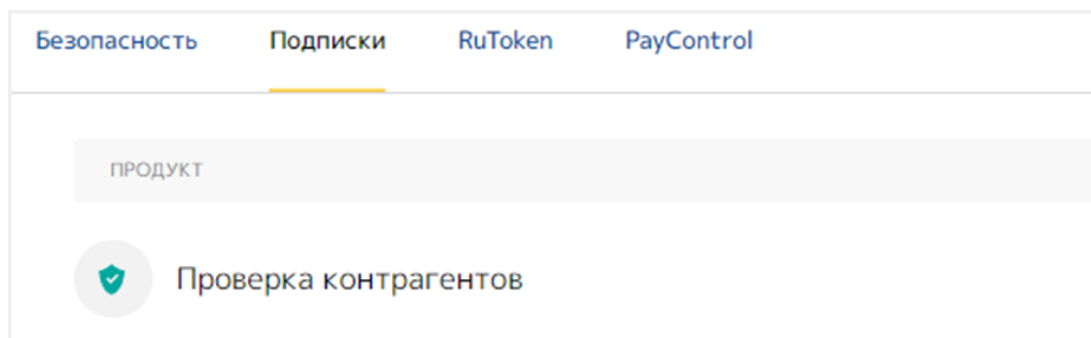 Безопасность Подписки RuToken PayControl
ПРОДУКТ
Проверка контрагентов